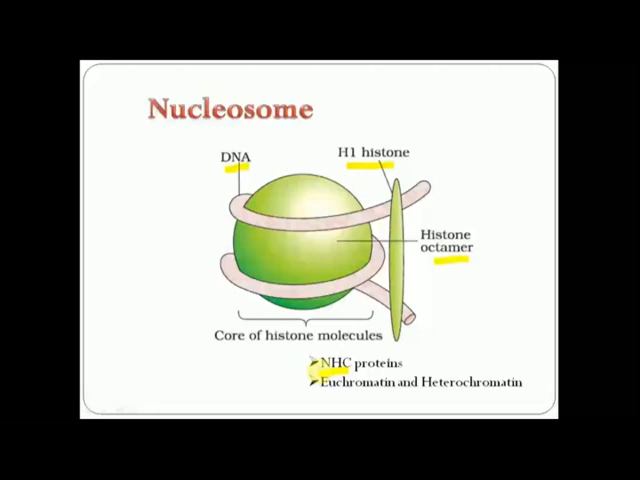 Nucleosome
DNA
H1 histone
Histone
octamer
Core of histone molecules
NHC proteins
Euchromatin and Heterochromatin